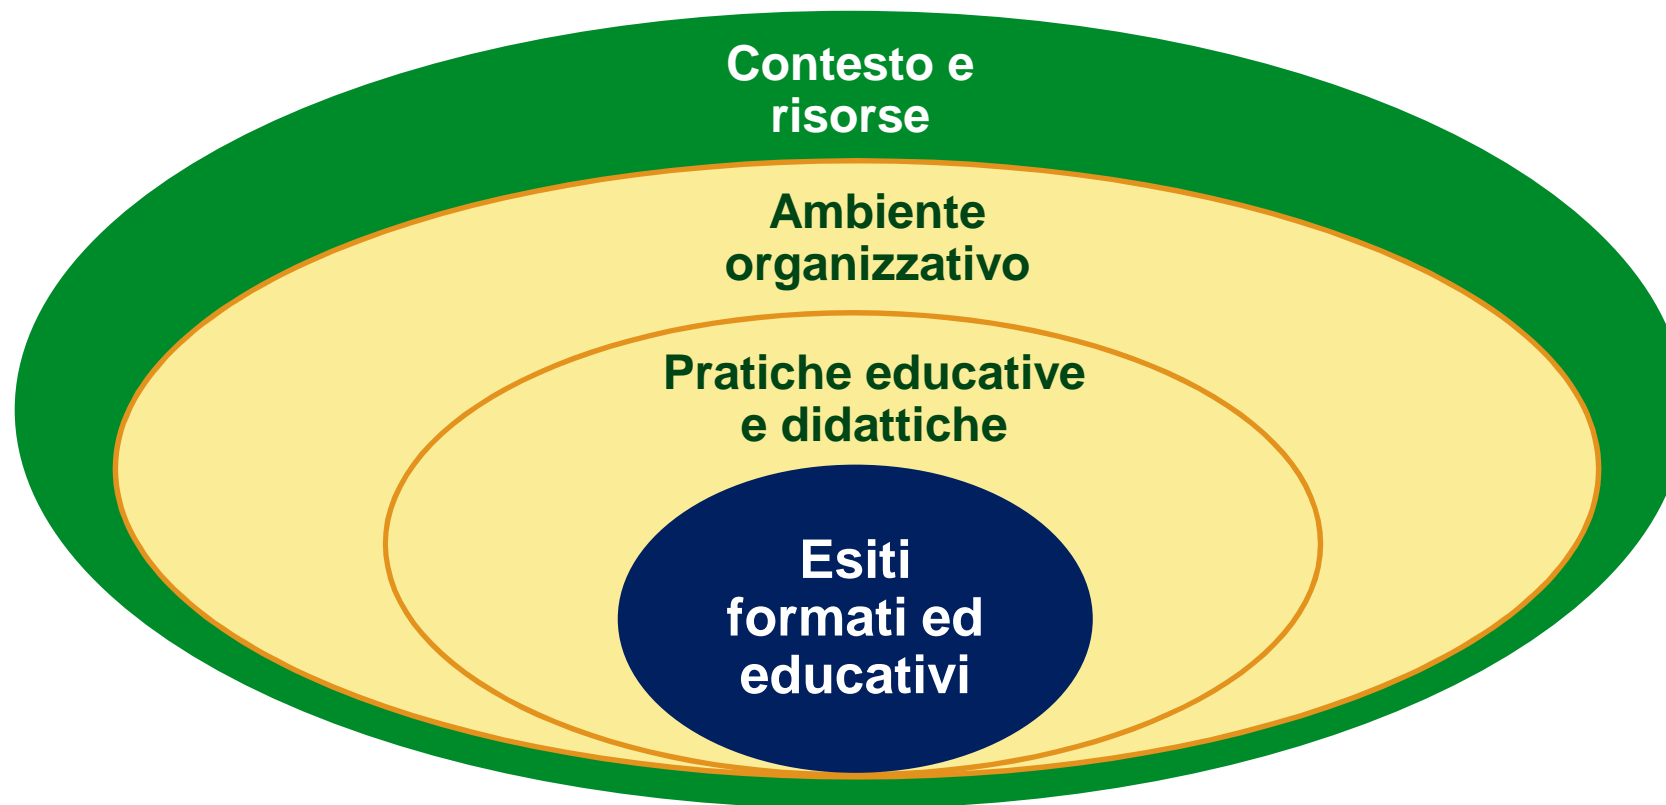 Contesto e
risorse
Ambiente
organizzativo
Pratiche educative
e didattiche
Esiti
formati ed
educativi